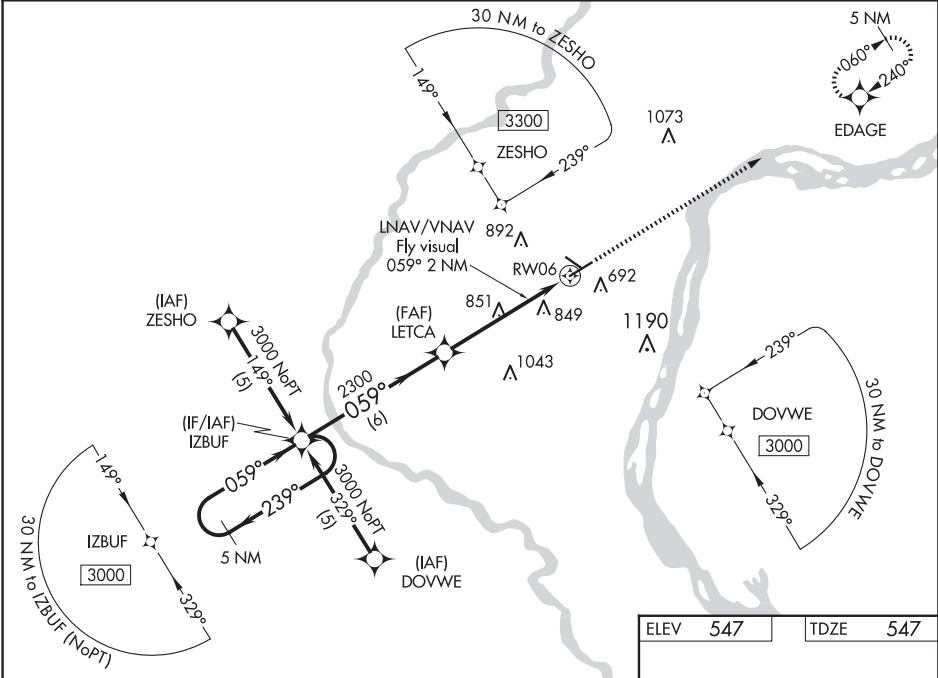 30 NM to ZESHO
149°
3300
ZESHO
239°
5 NM
060°
240°
EDAGE
1073
LNAV/VNAV
Fly visual
059° 2 NM
892
RW06
692
851
849
(FAF)
LETCA
1190
1043
(IAF)
ZESHO
3000 NoPT
149°
(5)
2300
059°
(6)
(IF/IAF)
IZBUF
059°
239°
5 NM
3000 NoPT
329°
(5)
(IAF)
DOVWE
149°
IZBUF
3000
329°
30 NM to IZBUF (NoPT)
239°
DOVWE
3000
329°
30 NM to DOVWE
ELEV 547
TDZE 547